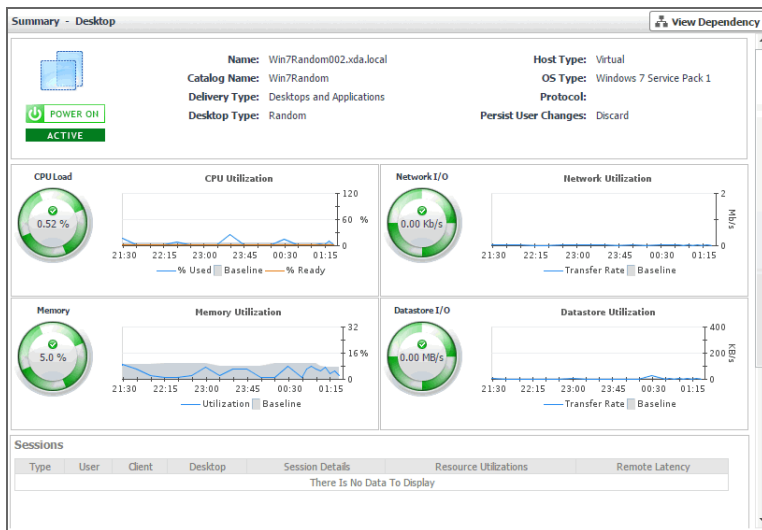 Summary - Desktop
View Dependency
Name: Win7Random002.xda.local
Catalog Name: Win7Random
Delivery Type: Desktops and Applications
Desktop Type: Random
Host Type: Virtual
OS Type: Windows 7 Service Pack 1
Protocol:
Persist User Changes: Discard
POWER ON
ACTIVE
CPU Load
0.52 %
CPU Utilization
120
60 %
0
21:30 22:15 23:00 23:45 00:30 01:15
% Used Baseline % Ready
Network I/O
0.00 Kb/s
Network Utilization
2
Mb/s
0
21:30 22:15 23:00 23:45 00:30 01:15
Transfer Rate Baseline
Memory
5.0 %
Memory Utilization
32
16 %
0
21:30 22:15 23:00 23:45 00:30 01:15
Utilization Baseline
Datastore I/O
0.00 MB/s
Datastore Utilization
400
200 KB/s
0
21:30 22:15 23:00 23:45 00:30 01:15
Transfer Rate Baseline
Sessions
Type User Client Desktop Session Details Resource Utilizations Remote Latency
There Is No Data To Display